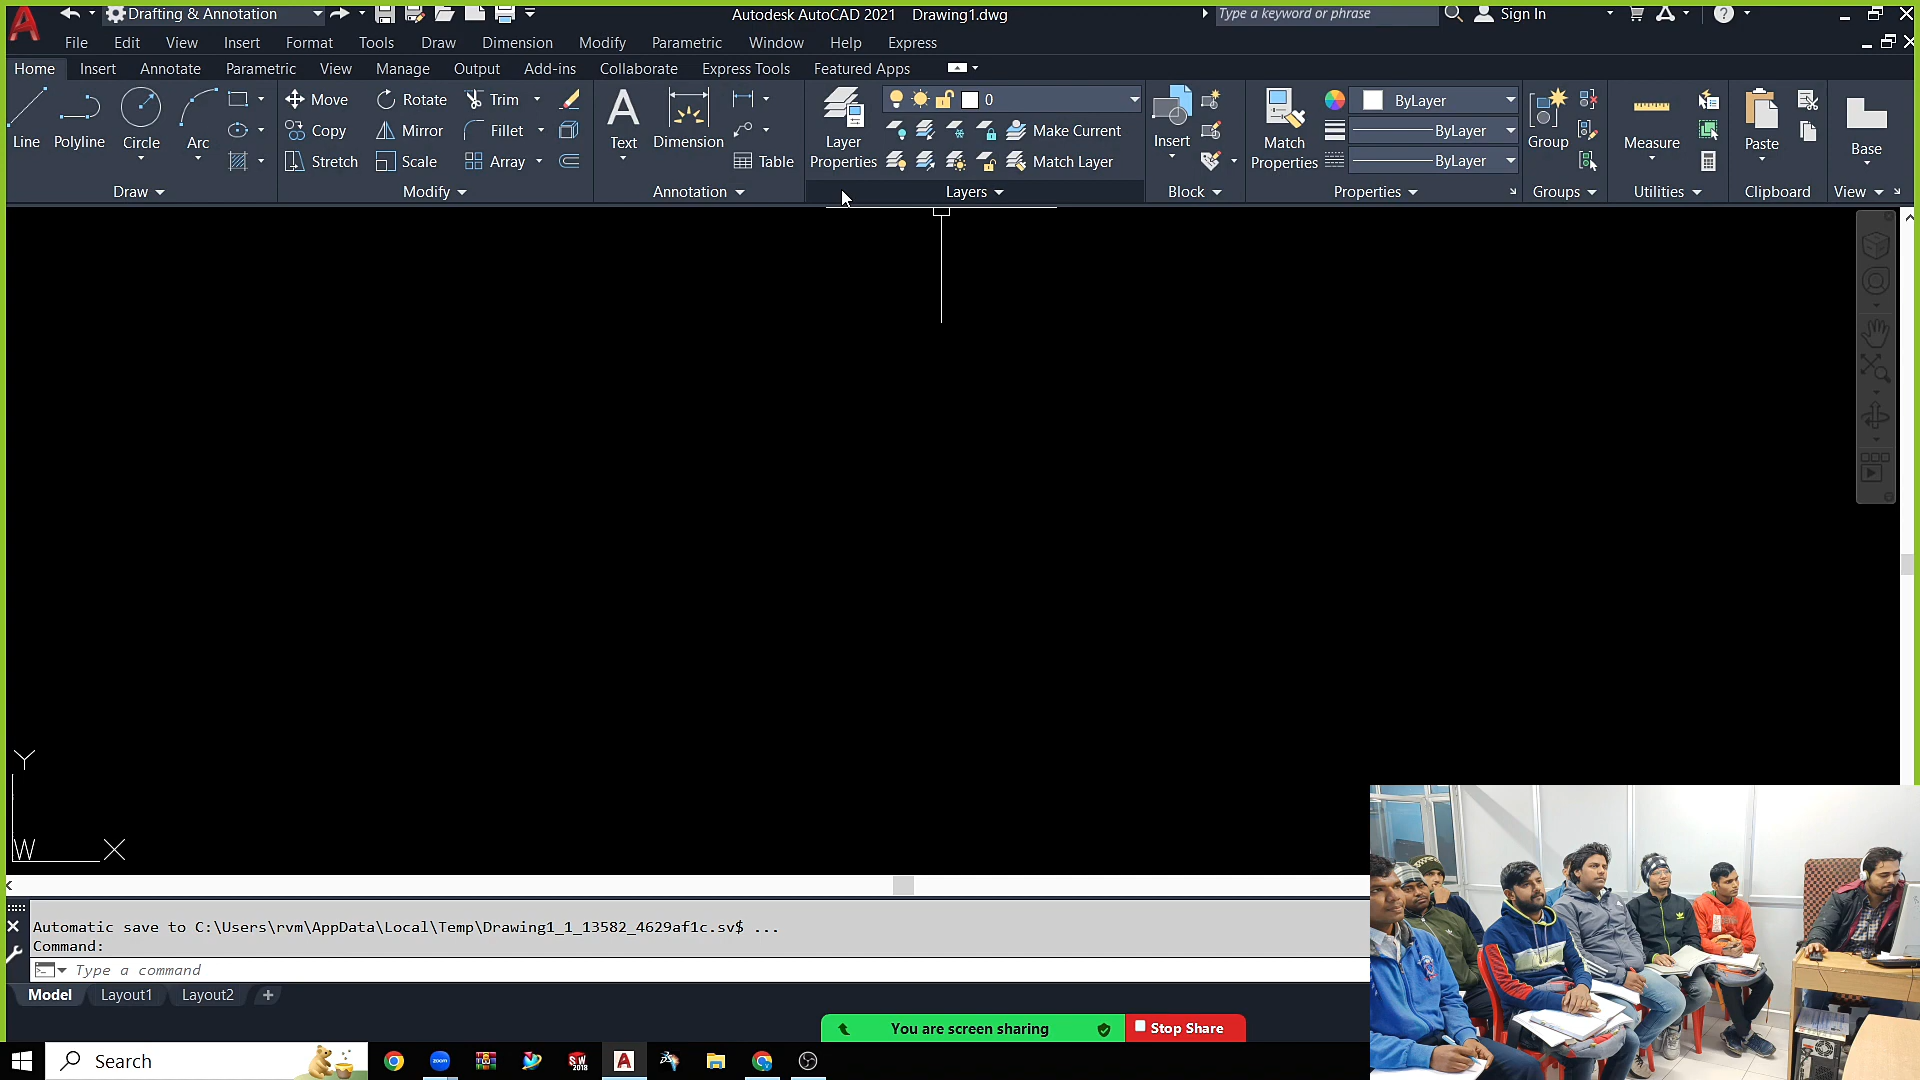 Drafting & Annotation
Autodesk AutoCAD 2021 Drawing1.dwg
Type a keyword or phrase
Sign In
File Edit View Insert Format Tools Draw Dimension Modify Parametric Window Help Express
Home Insert Annotate Parametric View Manage Output Add-ins Collaborate Express Tools Featured Apps
Line Polyline Circle Arc
Move Rotate Trim
Copy Mirror Fillet
Stretch Scale Array
Text Dimension
Table
Layer
Properties
0
Make Current
Match Layer
Insert
Match
Properties
ByLayer
ByLayer
ByLayer
Group
Measure
Paste
Base
Draw Modify Annotation Layers Block Properties Groups Utilities Clipboard View
Y
W X
Automatic save to C:\Users\rvm\AppData\Local\Temp\Drawing1_1_13582_4629af1c.sv$ ...
Command:
Type a command
Model Layout1 Layout2 +
You are screen sharing Stop Share
Search
zoom
SW
2018
A